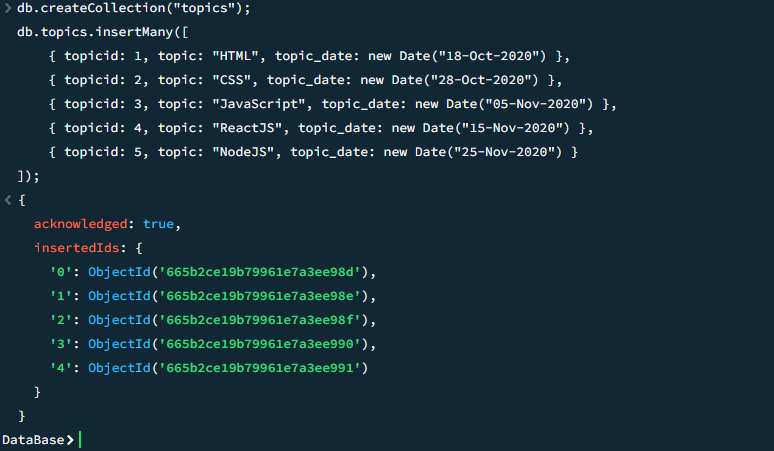 > db.createCollection("topics");
db.topics.insertMany([
    { topicid: 1, topic: "HTML", topic_date: new Date("18-Oct-2020") },
    { topicid: 2, topic: "CSS", topic_date: new Date("28-Oct-2020") },
    { topicid: 3, topic: "JavaScript", topic_date: new Date("05-Nov-2020") },
    { topicid: 4, topic: "ReactJS", topic_date: new Date("15-Nov-2020") },
    { topicid: 5, topic: "NodeJS", topic_date: new Date("25-Nov-2020") }
]);
< {
  acknowledged: true,
  insertedIds: {
    '0': ObjectId('665b2ce19b79961e7a3ee98d'),
    '1': ObjectId('665b2ce19b79961e7a3ee98e'),
    '2': ObjectId('665b2ce19b79961e7a3ee98f'),
    '3': ObjectId('665b2ce19b79961e7a3ee990'),
    '4': ObjectId('665b2ce19b79961e7a3ee991')
  }
}
DataBase>